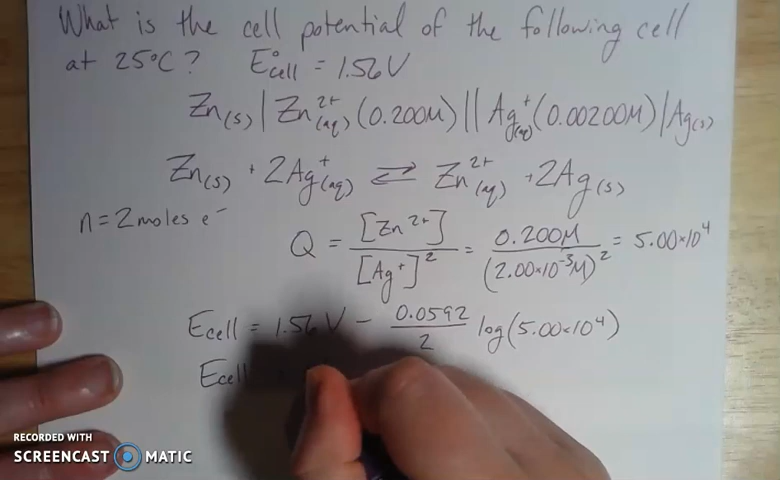 What is the cell potential of the following cell
at 25°C? E°cell = 1.56V
Zn(s) | Zn²⁺(aq) (0.200M) || Ag⁺(aq) (0.00200M) | Ag(s)
Zn(s) + 2Ag⁺(aq) ⇄ Zn²⁺(aq) + 2Ag(s)
n = 2 moles e⁻
Q = [Zn²⁺] / [Ag⁺]² = 0.200M / (2.00×10⁻³M)² = 5.00×10⁴
Ecell = 1.56V − 0.0592 / 2 log(5.00×10⁴)
Ecell
RECORDED WITH
SCREENCAST MATIC